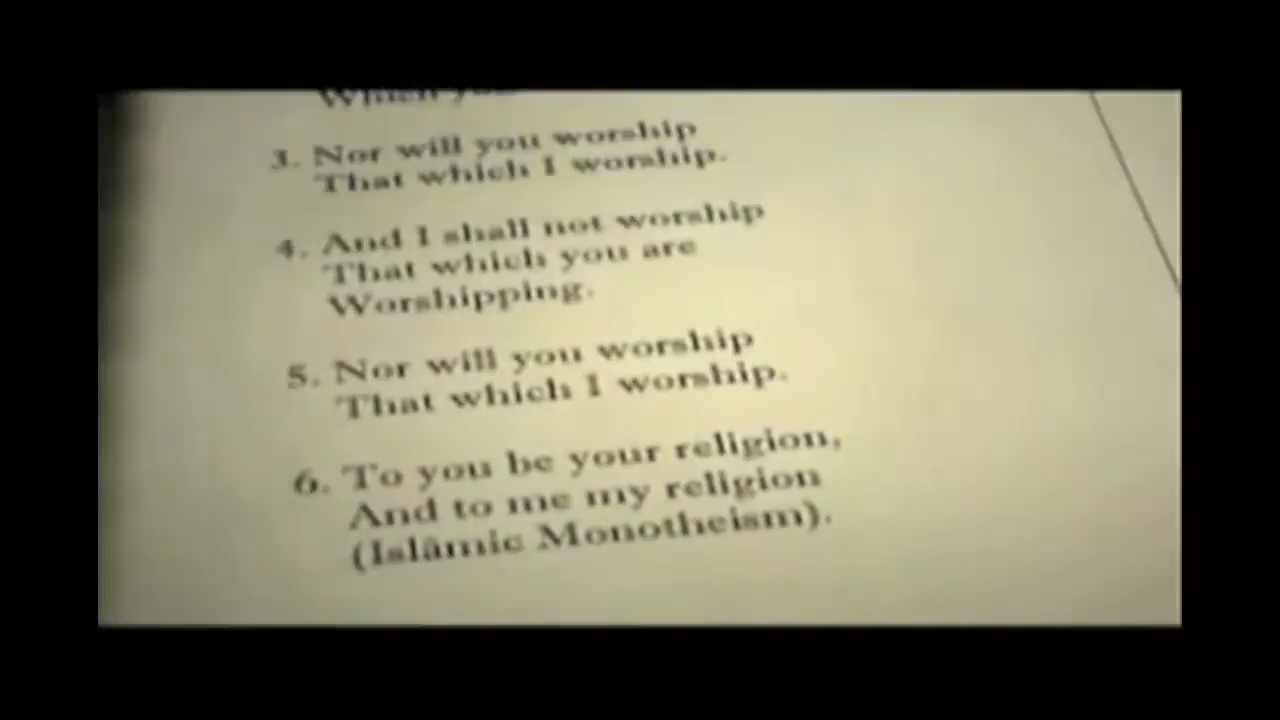 Which you
3. Nor will you worship
That which I worship.
4. And I shall not worship
That which you are
Worshipping.
5. Nor will you worship
That which I worship.
6. To you be your religion,
And to me my religion
(Islâmic Monotheism).